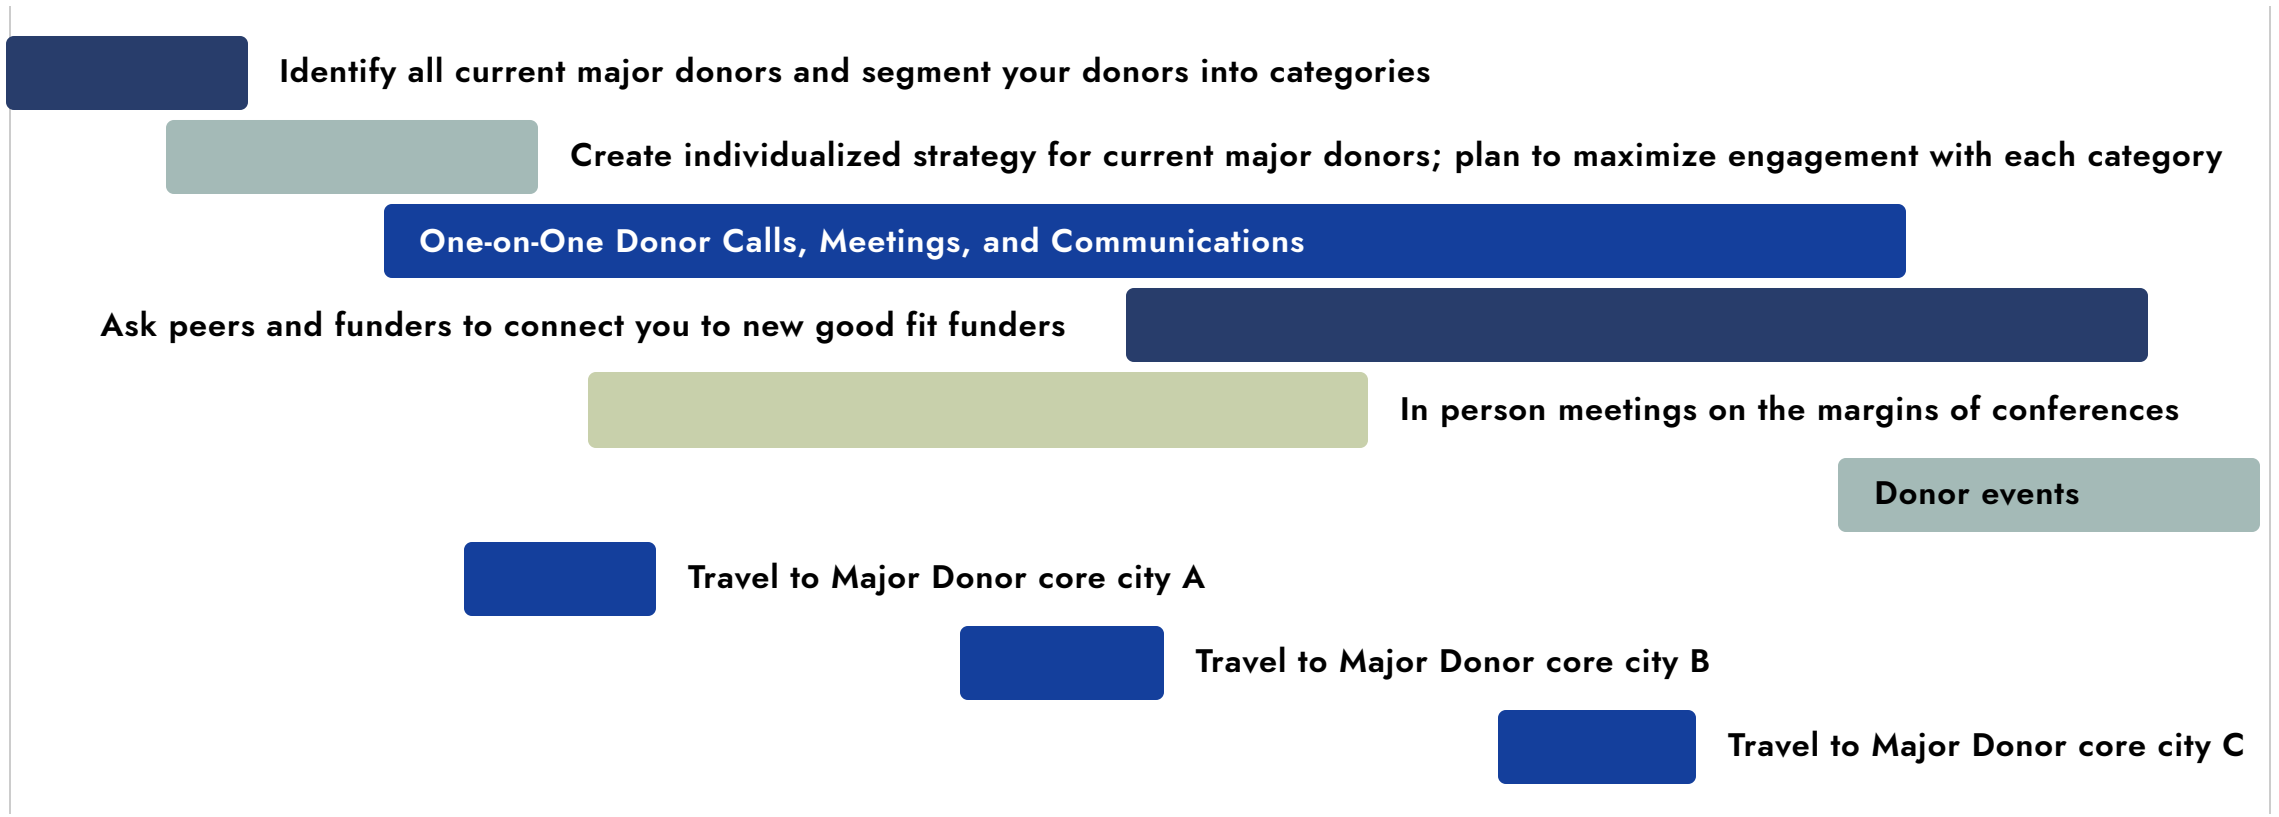 Identify all current major donors and segment your donors into categories
Create individualized strategy for current major donors; plan to maximize engagement with each category
One-on-One Donor Calls, Meetings, and Communications
Ask peers and funders to connect you to new good fit funders
In person meetings on the margins of conferences
Donor events
Travel to Major Donor core city A
Travel to Major Donor core city B
Travel to Major Donor core city C